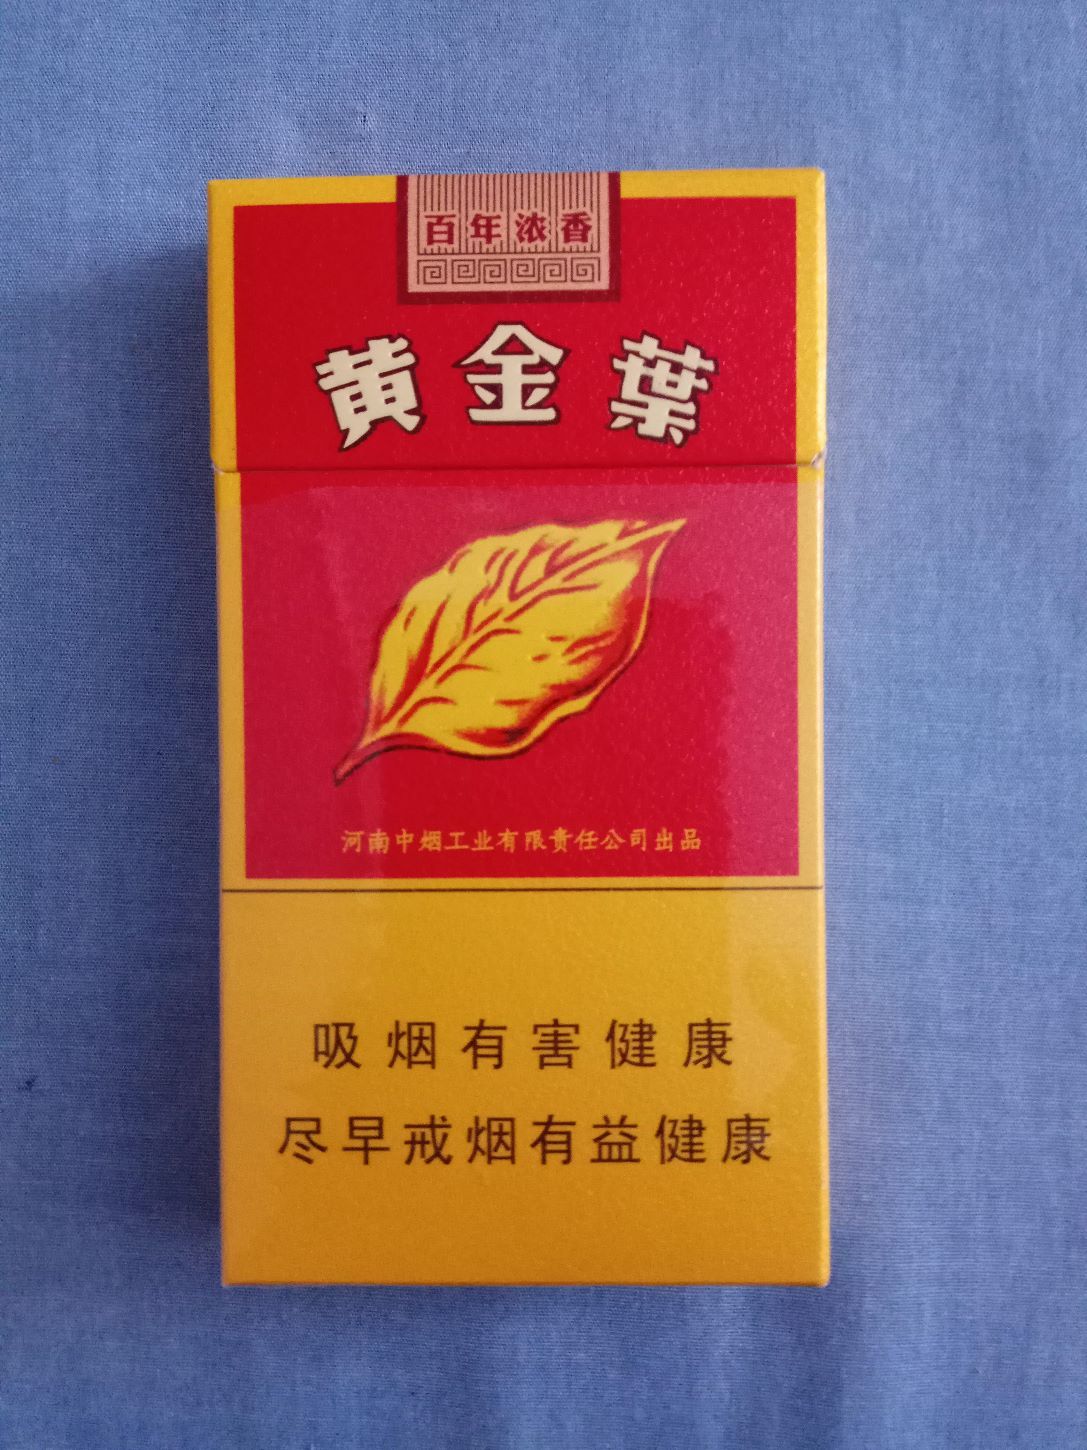 百年浓香
黄金葉
河南中烟工业有限责任公司出品
吸烟有害健康
尽早戒烟有益健康